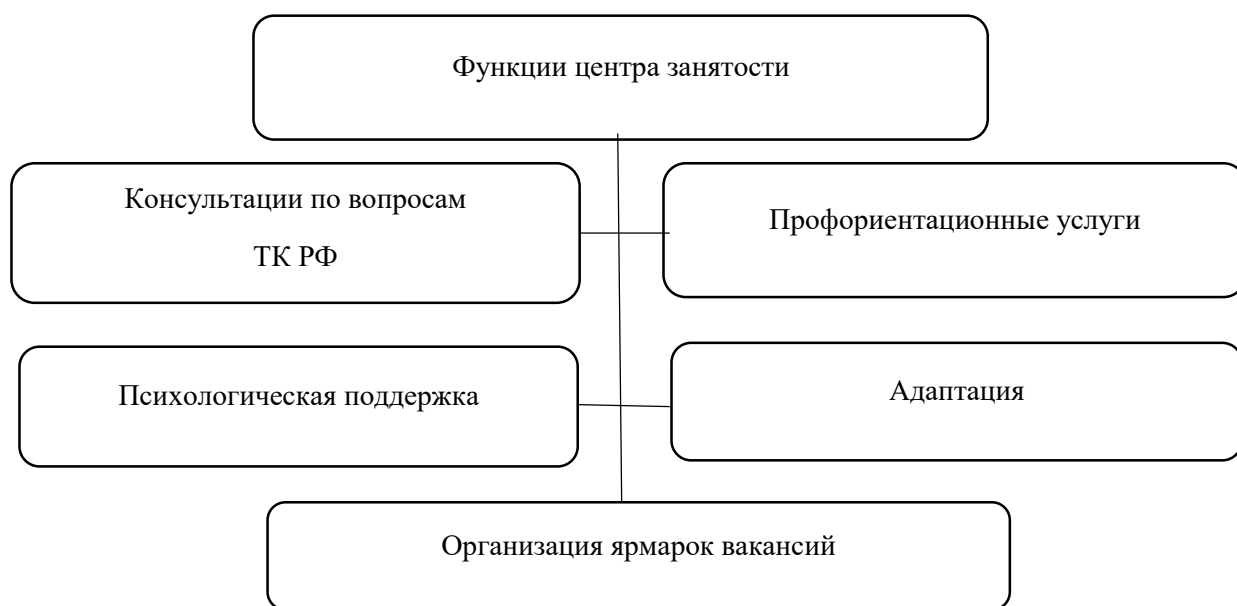 Функции центра занятости
Консультации по вопросам
ТК РФ
Профориентационные услуги
Психологическая поддержка
Адаптация
Организация ярмарок вакансий